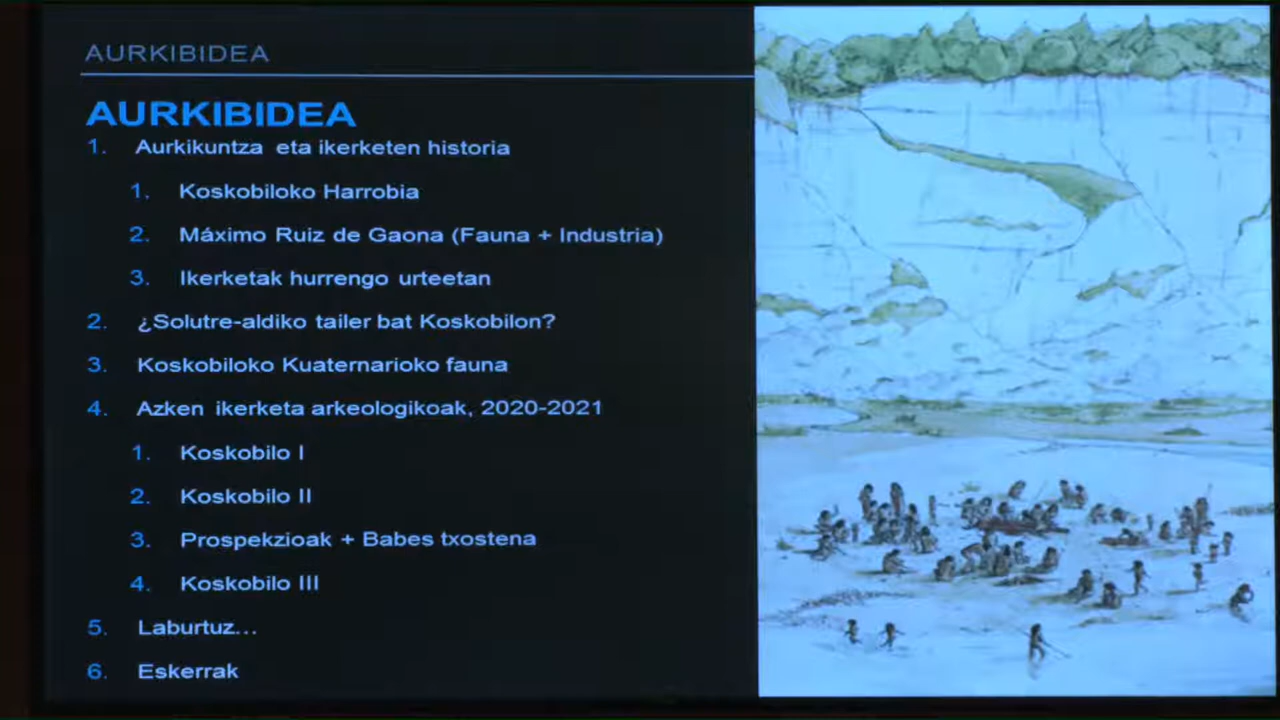 AURKIBIDEA
AURKIBIDEA
1. Aurkikuntza eta ikerketen historia
1. Koskobiloko Harrobia
2. Máximo Ruiz de Gaona (Fauna + Industria)
3. Ikerketak hurrengo urteetan
2. ¿Solutre-aldiko tailer bat Koskobilon?
3. Koskobiloko Kuaternarioko fauna
4. Azken ikerketa arkeologikoak, 2020-2021
1. Koskobilo I
2. Koskobilo II
3. Prospekzioak + Babes txostena
4. Koskobilo III
5. Laburtuz...
6. Eskerrak